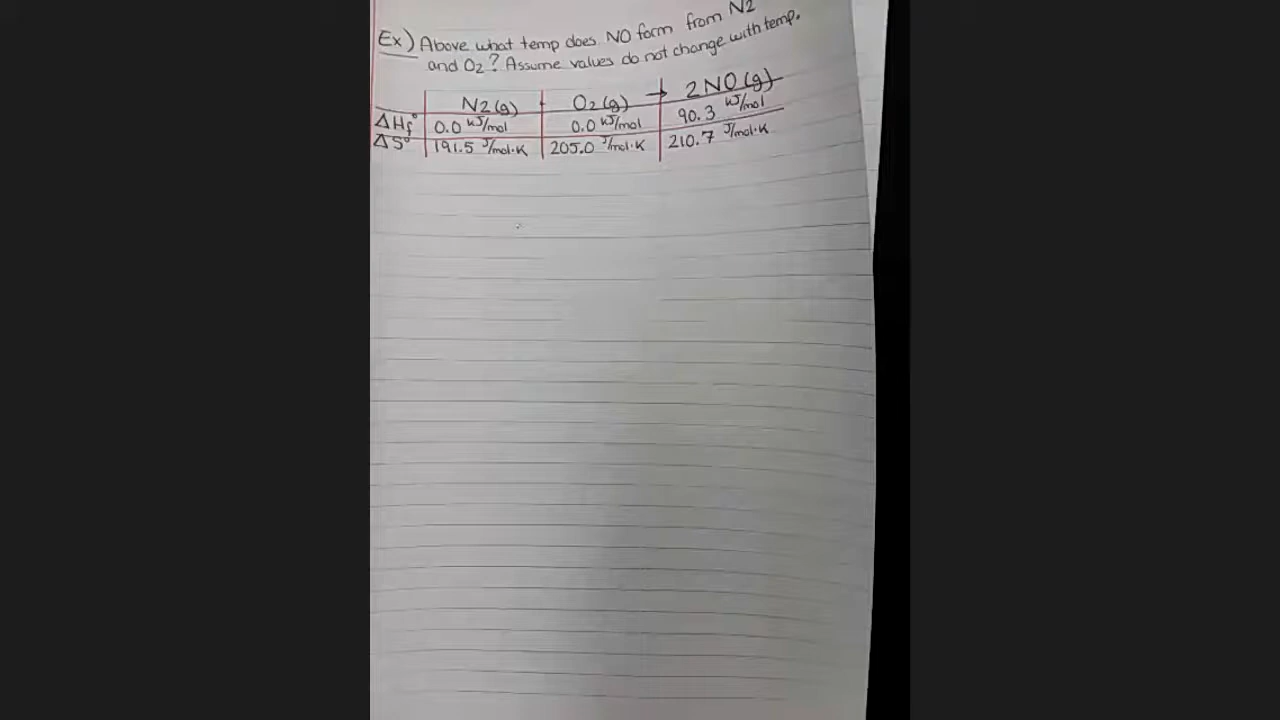 Ex) Above what temp does NO form from N2
and O2? Assume values do not change with temp.
N2(g) + O2(g) → 2NO(g)
ΔHf° 0.0 kJ/mol 0.0 kJ/mol 90.3 kJ/mol
ΔS° 191.5 J/mol·K 205.0 J/mol·K 210.7 J/mol·K